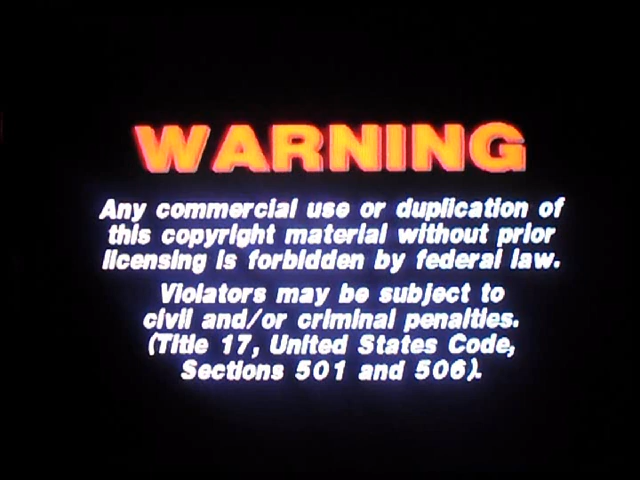 WARNING
Any commercial use or duplication of
this copyright material without prior
licensing is forbidden by federal law.
Violators may be subject to
civil and/or criminal penalties.
(Title 17, United States Code,
Sections 501 and 506).